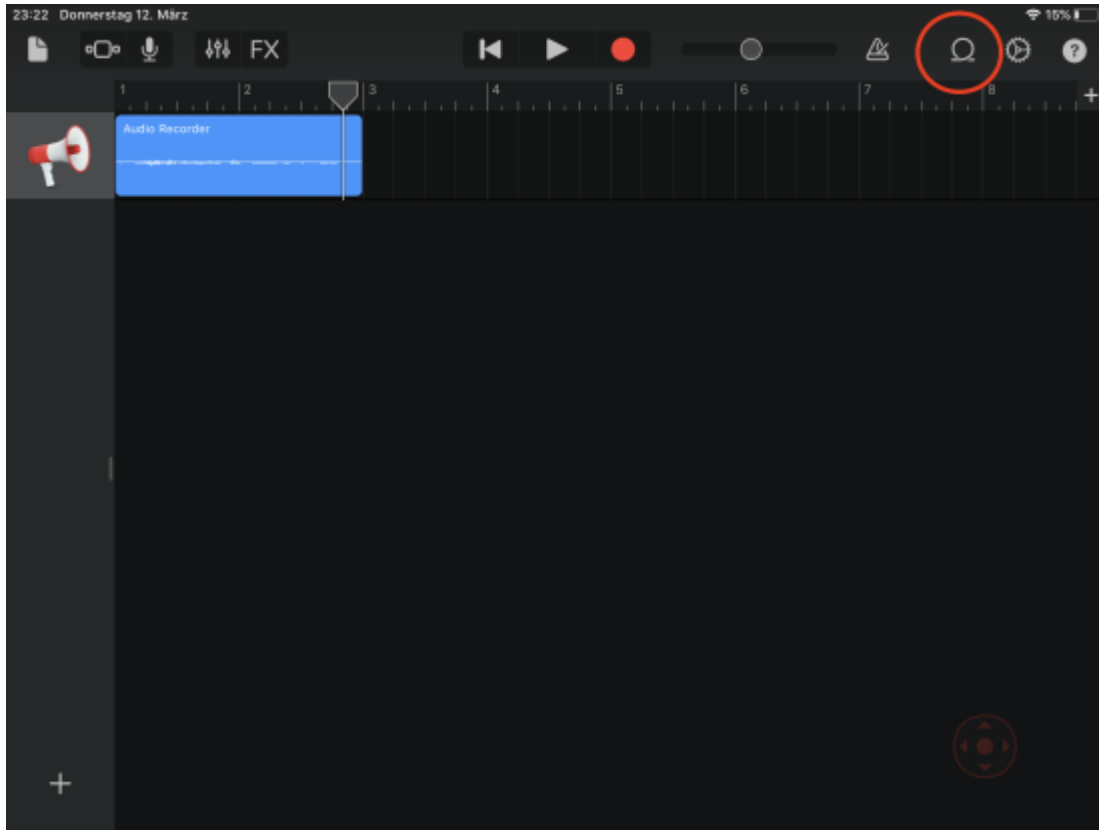 23:22 Donnerstag 12. März 15%
FX
?
1 2 3 4 5 6 7 8 +
Audio Recorder
+